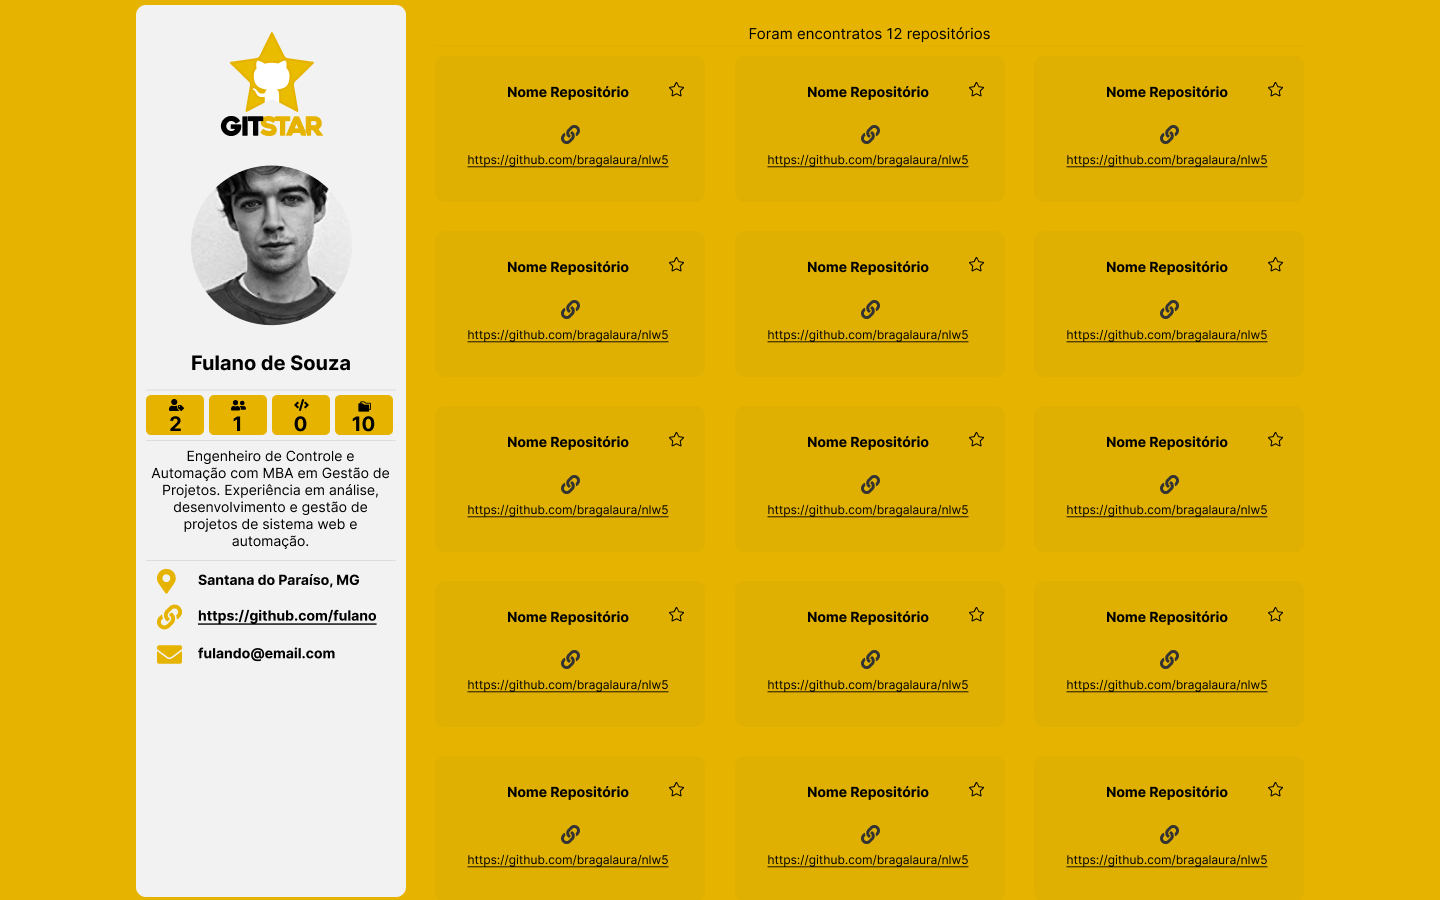 GITSTAR
Fulano de Souza
2 1 0 10
Engenheiro de Controle e
Automação com MBA em Gestão de
Projetos. Experiência em análise,
desenvolvimento e gestão de
projetos de sistema web e
automação.
Santana do Paraíso, MG
https://github.com/fulano
fulando@email.com
Foram encontratos 12 repositórios
Nome Repositório Nome Repositório Nome Repositório
https://github.com/bragalaura/nlw5 https://github.com/bragalaura/nlw5 https://github.com/bragalaura/nlw5
Nome Repositório Nome Repositório Nome Repositório
https://github.com/bragalaura/nlw5 https://github.com/bragalaura/nlw5 https://github.com/bragalaura/nlw5
Nome Repositório Nome Repositório Nome Repositório
https://github.com/bragalaura/nlw5 https://github.com/bragalaura/nlw5 https://github.com/bragalaura/nlw5
Nome Repositório Nome Repositório Nome Repositório
https://github.com/bragalaura/nlw5 https://github.com/bragalaura/nlw5 https://github.com/bragalaura/nlw5
Nome Repositório Nome Repositório Nome Repositório
https://github.com/bragalaura/nlw5 https://github.com/bragalaura/nlw5 https://github.com/bragalaura/nlw5